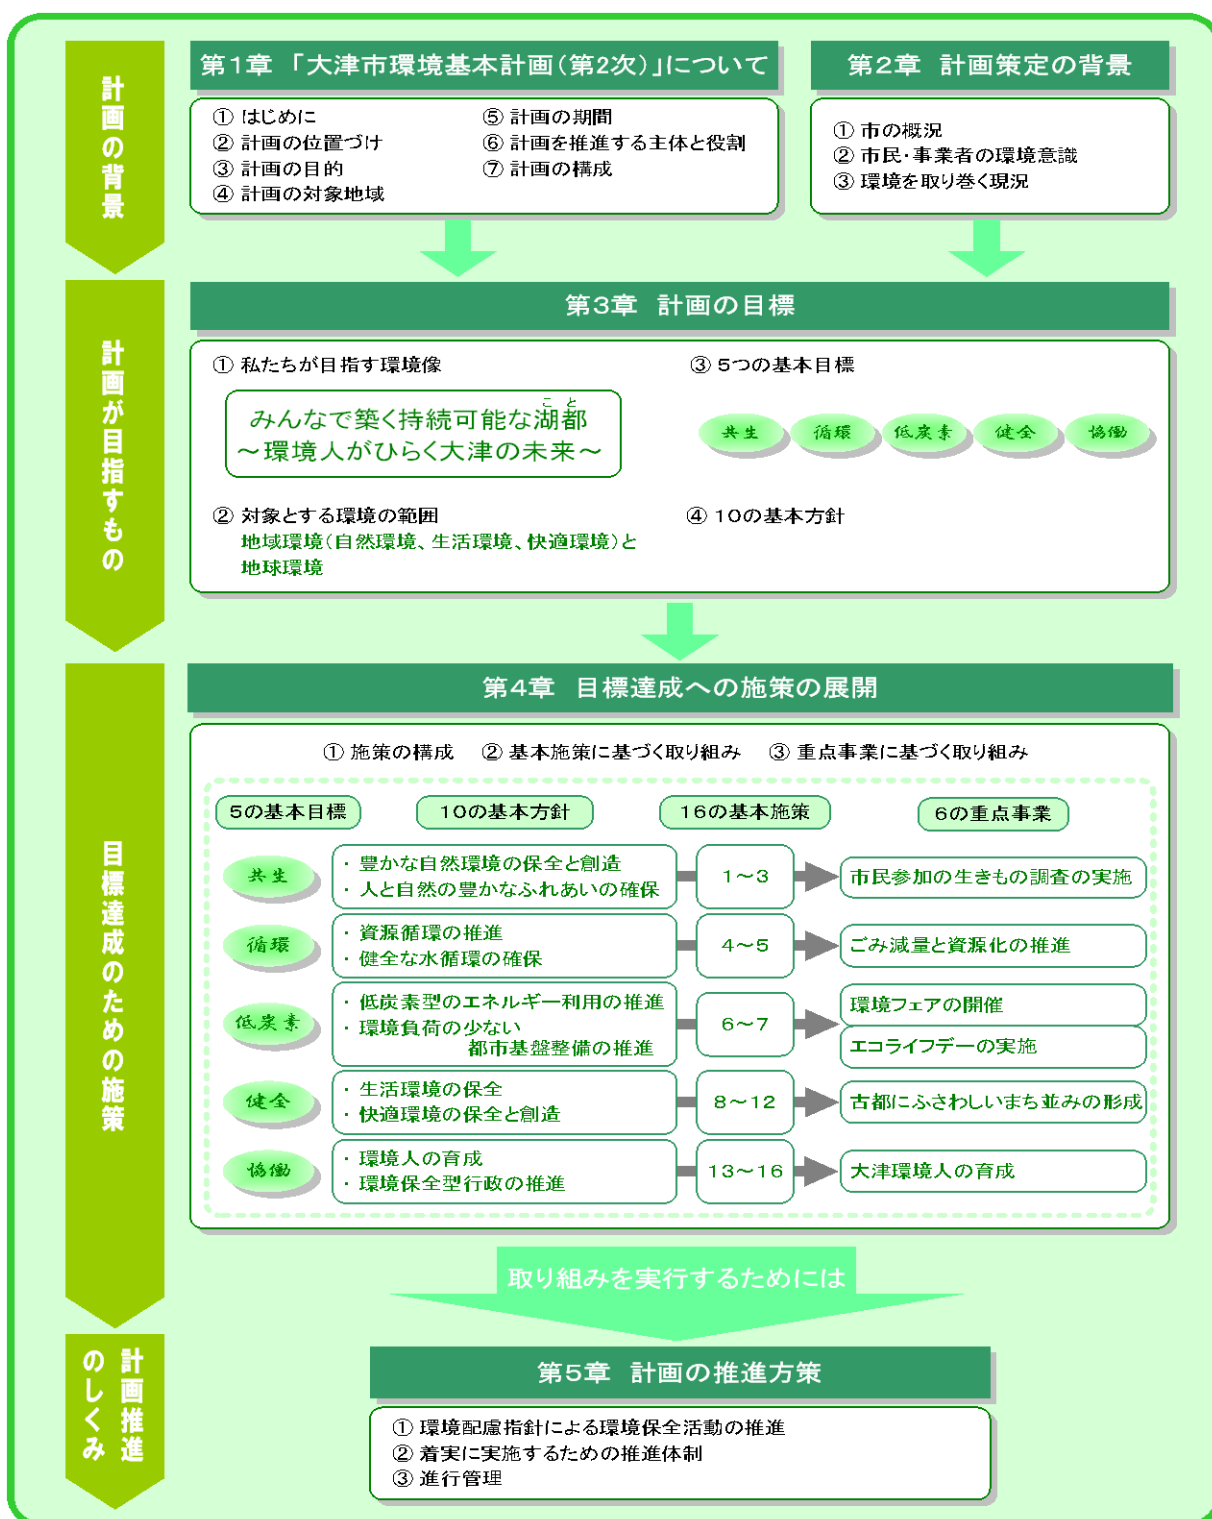 計画の背景
第1章 「大津市環境基本計画(第2次)」について
① はじめに
② 計画の位置づけ
③ 計画の目的
④ 計画の対象地域
⑤ 計画の期間
⑥ 計画を推進する主体と役割
⑦ 計画の構成
第2章 計画策定の背景
① 市の概況
② 市民・事業者の環境意識
③ 環境を取り巻く現況
計画が目指すもの
第3章 計画の目標
① 私たちが目指す環境像
こと
みんなで築く持続可能な湖都
～環境人がひらく大津の未来～
② 対象とする環境の範囲
地域環境(自然環境、生活環境、快適環境)と
地球環境
③ 5つの基本目標
共生 循環 低炭素 健全 協働
④ 10の基本方針
目標達成のための施策
第4章 目標達成への施策の展開
① 施策の構成 ② 基本施策に基づく取り組み ③ 重点事業に基づく取り組み
5の基本目標 10の基本方針 16の基本施策 6の重点事業
共生
・豊かな自然環境の保全と創造
・人と自然の豊かなふれあいの確保
1～3
市民参加の生きもの調査の実施
循環
・資源循環の推進
・健全な水循環の確保
4～5
ごみ減量と資源化の推進
低炭素
・低炭素型のエネルギー利用の推進
・環境負荷の少ない
都市基盤整備の推進
6～7
環境フェアの開催
エコライフデーの実施
健全
・生活環境の保全
・快適環境の保全と創造
8～12
古都にふさわしいまち並みの形成
協働
・環境人の育成
・環境保全型行政の推進
13～16
大津環境人の育成
取り組みを実行するためには
計画推進
のしくみ
第5章 計画の推進方策
① 環境配慮指針による環境保全活動の推進
② 着実に実施するための推進体制
③ 進行管理